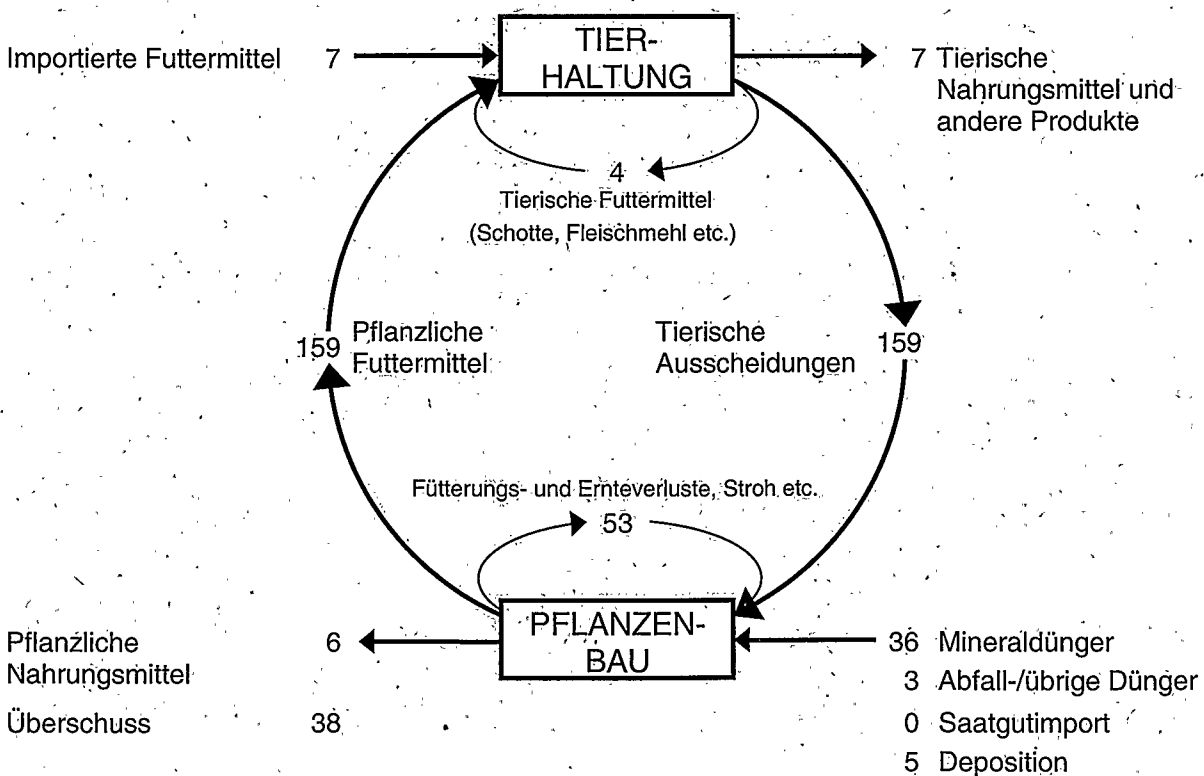 Importierte Futtermittel 7
TIER-
HALTUNG
7 Tierische
Nahrungsmittel und
andere Produkte
4
Tierische Futtermittel
(Schotte, Fleischmehl etc.)
159 Pflanzliche
Futtermittel
Tierische
Ausscheidungen
159
Fütterungs- und Ernteverluste, Stroh etc.
53
PFLANZEN-
BAU
Pflanzliche
Nahrungsmittel
6
Überschuss 38
36 Mineraldünger
3 Abfall-/übrige Dünger
0 Saatgutimport
5 Deposition